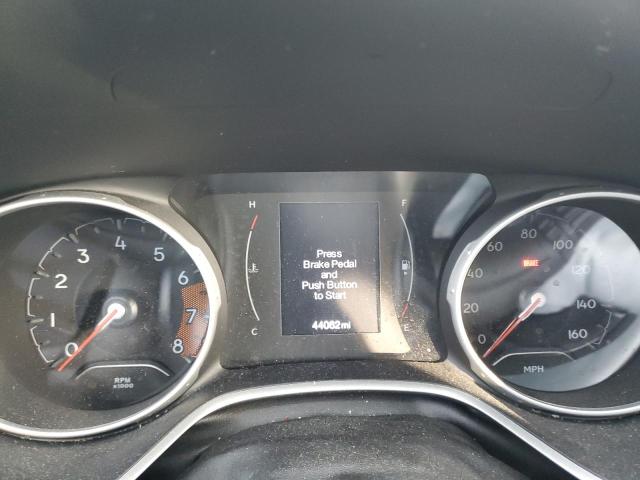 0 1 2 3 4 5 6 7 8
RPM
x1000
H
C
Press
Brake Pedal
and
Push Button
to Start
44062mi
F
E
0 20 40 60 80 100 120 140 160
BRAKE
MPH